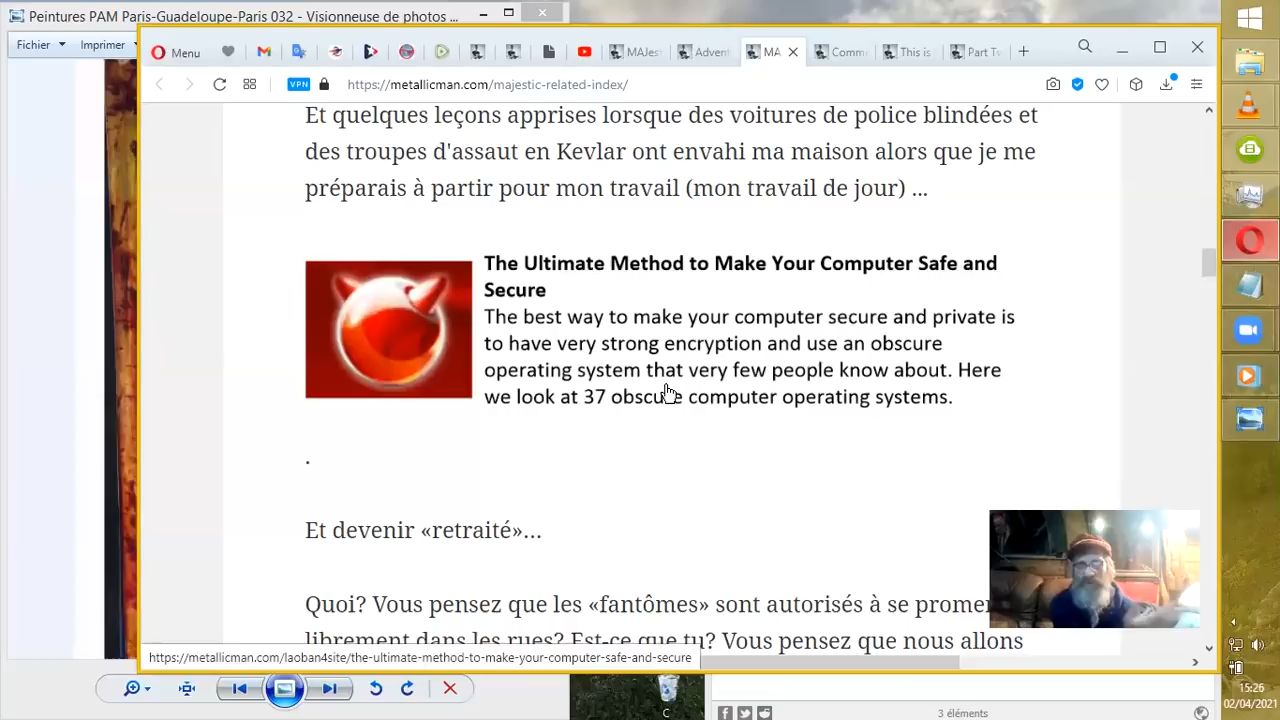 Peintures PAM Paris-Guadeloupe-Paris 032 - Visionneuse de photos ...
Fichier Imprimer
Menu
MAJest
Advent
MA
Comme
This is
Part Tv
VPN https://metallicman.com/majestic-related-index/
Et quelques leçons apprises lorsque des voitures de police blindées et
des troupes d'assaut en Kevlar ont envahi ma maison alors que je me
préparais à partir pour mon travail (mon travail de jour) ...
The Ultimate Method to Make Your Computer Safe and
Secure
The best way to make your computer secure and private is
to have very strong encryption and use an obscure
operating system that very few people know about. Here
we look at 37 obscure computer operating systems.
.
Et devenir «retraité»...
Quoi? Vous pensez que les «fantômes» sont autorisés à se promen
librement dans les rues? Est-ce que tu? Vous pensez que nous allons
https://metallicman.com/laoban4site/the-ultimate-method-to-make-your-computer-safe-and-secure
C
3 éléments
15:26
02/04/2021